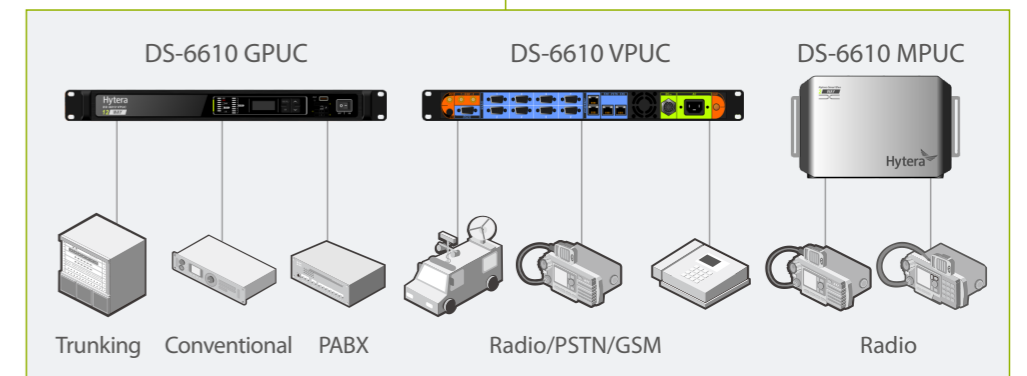 DS-6610 GPUC
DS-6610 VPUC
DS-6610 MPUC
Hytera
Hytera
Trunking
Conventional
PABX
Radio/PSTN/GSM
Radio